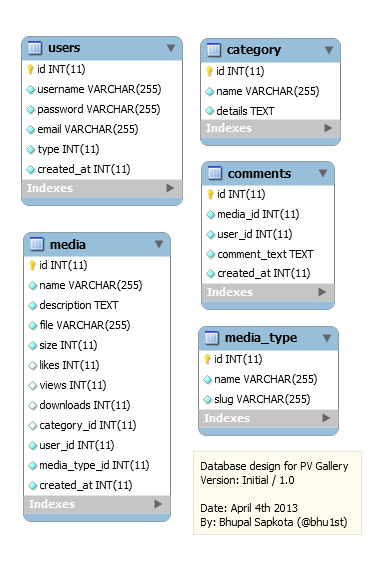 users
id INT(11)
username VARCHAR(255)
password VARCHAR(255)
email VARCHAR(255)
type INT(11)
created_at INT(11)
Indexes
media
id INT(11)
name VARCHAR(255)
description TEXT
file VARCHAR(255)
size INT(11)
likes INT(11)
views INT(11)
downloads INT(11)
category_id INT(11)
user_id INT(11)
media_type_id INT(11)
created_at INT(11)
Indexes
category
id INT(11)
name VARCHAR(255)
details TEXT
Indexes
comments
id INT(11)
media_id INT(11)
user_id INT(11)
comment_text TEXT
created_at INT(11)
Indexes
media_type
id INT(11)
name VARCHAR(255)
slug VARCHAR(255)
Indexes
Database design for PV Gallery
Version: Initial / 1.0
Date: April 4th 2013
By: Bhupal Sapkota (@bhu1st)